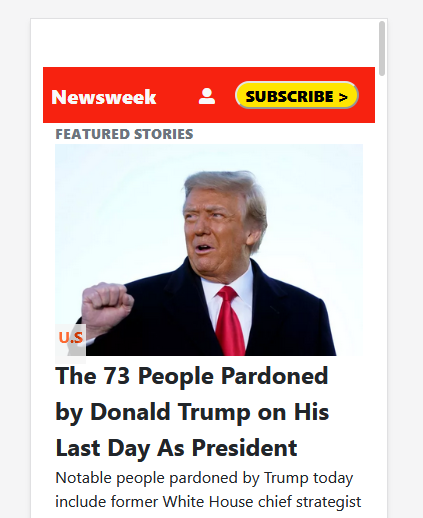 Newsweek
SUBSCRIBE >
FEATURED STORIES
U.S
The 73 People Pardoned
by Donald Trump on His
Last Day As President
Notable people pardoned by Trump today
include former White House chief strategist